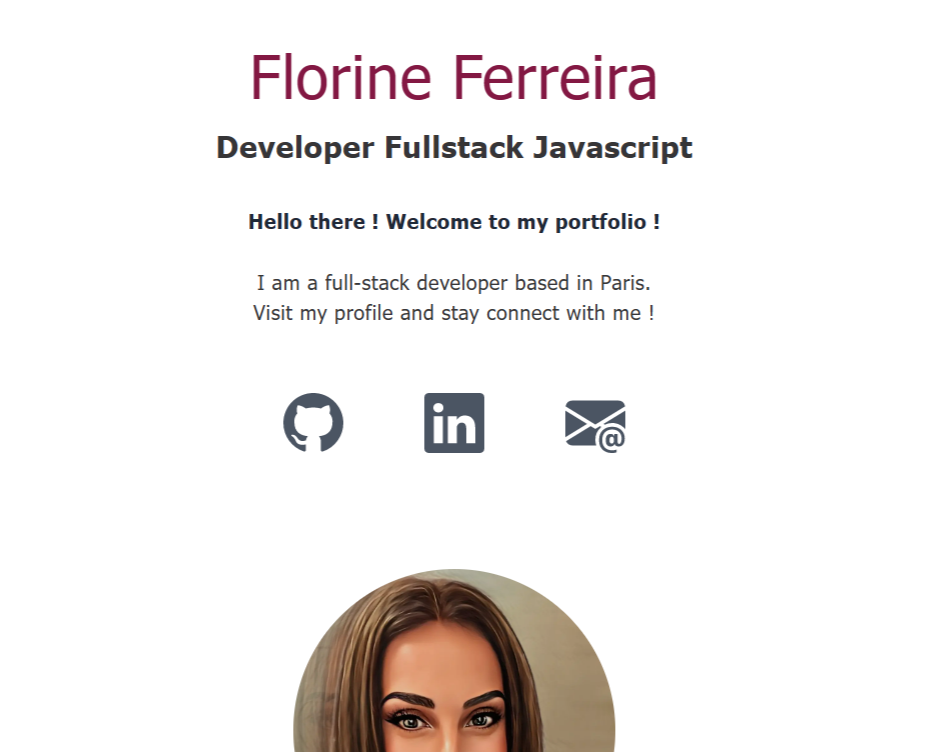 Florine Ferreira
Developer Fullstack Javascript
Hello there ! Welcome to my portfolio !
I am a full-stack developer based in Paris.
Visit my profile and stay connect with me !
in
@